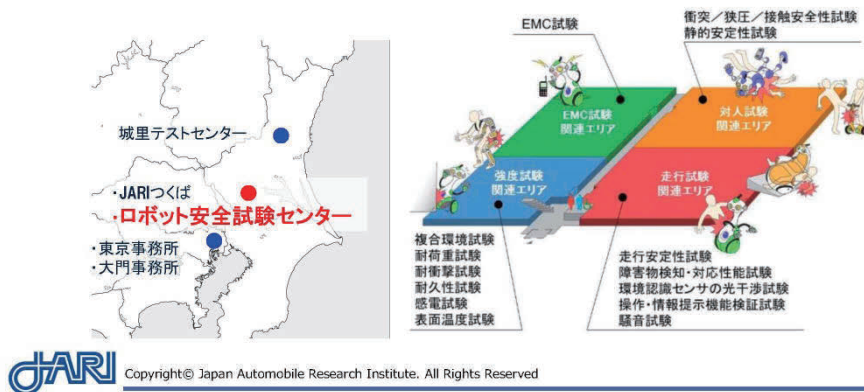 城里テストセンター
・JARIつくば
・ロボット安全試験センター
・東京事務所
・大門事務所
EMC試験
衝突／狭圧／接触安全性試験
静的安定性試験
EMC試験
関連エリア
対人試験
関連エリア
強度試験
関連エリア
走行試験
関連エリア
複合環境試験
耐荷重試験
耐衝撃試験
耐久性試験
感電試験
表面温度試験
走行安定性試験
障害物検知・対応性能試験
環境認識センサの光干渉試験
操作・情報提示機能検証試験
騒音試験
JARI
Copyright© Japan Automobile Research Institute. All Rights Reserved